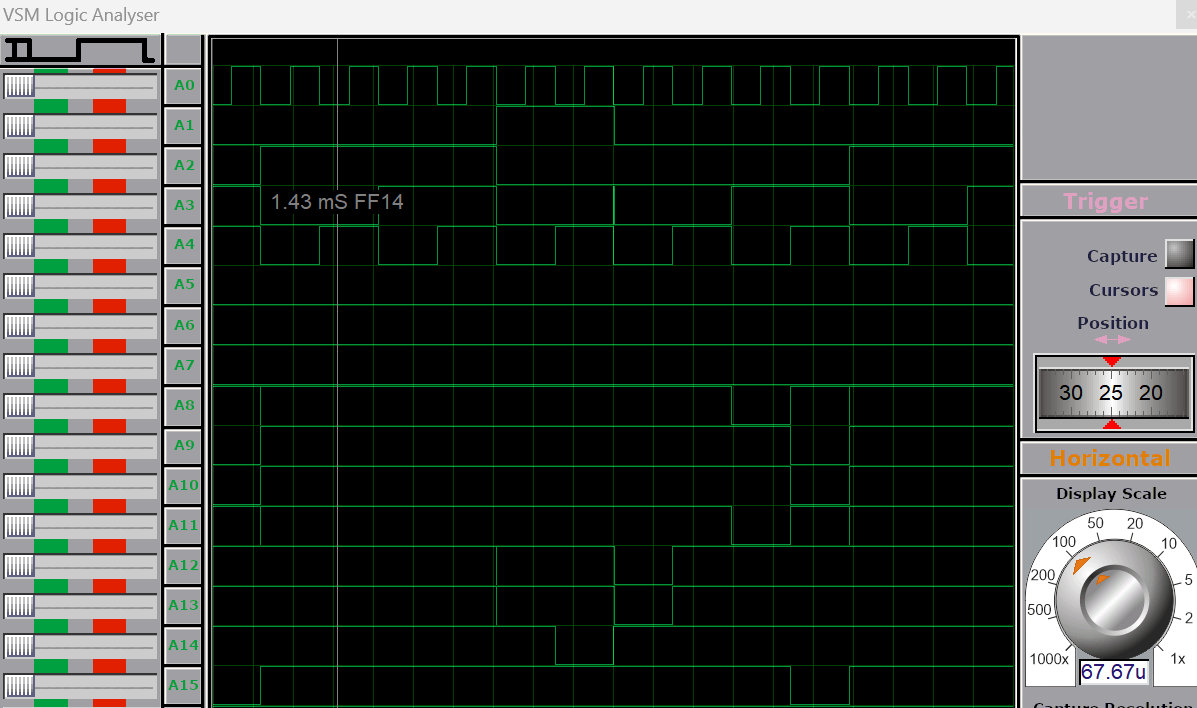 VSM Logic Analyser
A0
A1
A2
A3
A4
A5
A6
A7
A8
A9
A10
A11
A12
A13
A14
A15
1.43 mS FF14
Trigger
Capture
Cursors
Position
30 25 20
Horizontal
Display Scale
50 20
100 10
200 5
500 2
1000x 1x
67.67u
Capture Resolution